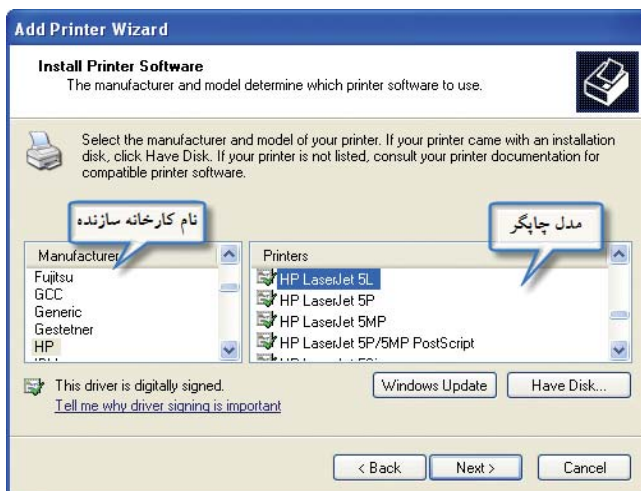 Add Printer Wizard
Install Printer Software
The manufacturer and model determine which printer software to use.
Select the manufacturer and model of your printer. If your printer came with an installation
disk, click Have Disk. If your printer is not listed, consult your printer documentation for
compatible printer software.
نام کارخانه سازنده
مدل چاپگر
Manufacturer
Fujitsu
GCC
Generic
Gestetner
HP
Printers
HP LaserJet 5L
HP LaserJet 5P
HP LaserJet 5MP
HP LaserJet 5P/5MP PostScript
This driver is digitally signed.
Tell me why driver signing is important
Windows Update
Have Disk...
< Back
Next >
Cancel